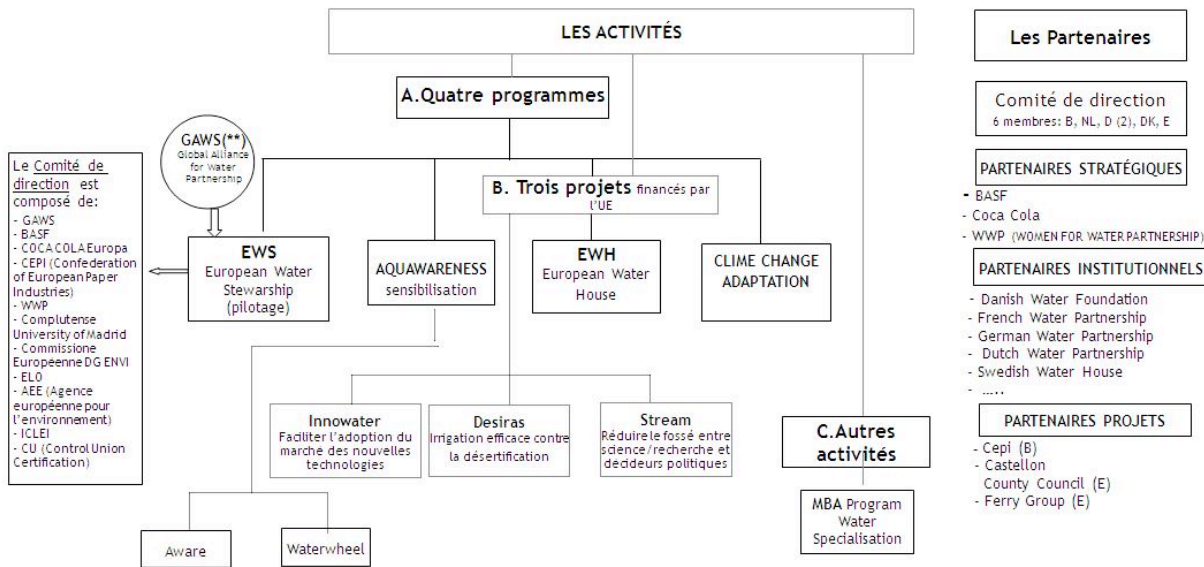 LES ACTIVITÉS
A.Quatre programmes
GAWS(**)
Global Alliance
for Water
Partnership
Le Comité de
direction est
composé de:
- GAWS
- BASF
- COCA COLA Europa
- CEPI (Confederation
of European Paper
Industries)
- WWP
- Complutense
University of Madrid
- Commissione
Européenne DG ENVI
- ELO
- AEE (Agence
européenne pour
l'environnement)
- ICLEI
- CU (Control Union
Certification)
B. Trois projets financés par
l'UE
EWS
European Water
Stewarship
(pilotage)
AQUAWARENESS
sensibilisation
EWH
European Water
House
CLIME CHANGE
ADAPTATION
Innowater
Faciliter l'adoption du
marché des nouvelles
technologies
Desiras
Irrigation efficace contre
la désertification
Stream
Réduire le fossé entre
science/recherche et
décideurs politiques
C.Autres
activités
MBA Program
Water
Specialisation
Aware
Waterwheel
Les Partenaires
Comité de direction
6 membres: B, NL, D (2), DK, E
PARTENAIRES STRATÉGIQUES
- BASF
- Coca Cola
- WWP (WOMEN FOR WATER PARTNERSHIP)
PARTENAIRES INSTITUTIONNELS
- Danish Water Foundation
- French Water Partnership
- German Water Partnership
- Dutch Water Partnership
- Swedish Water House
- .....
PARTENAIRES PROJETS
- Cepi (B)
- Castellon
County Council (E)
- Ferry Group (E)